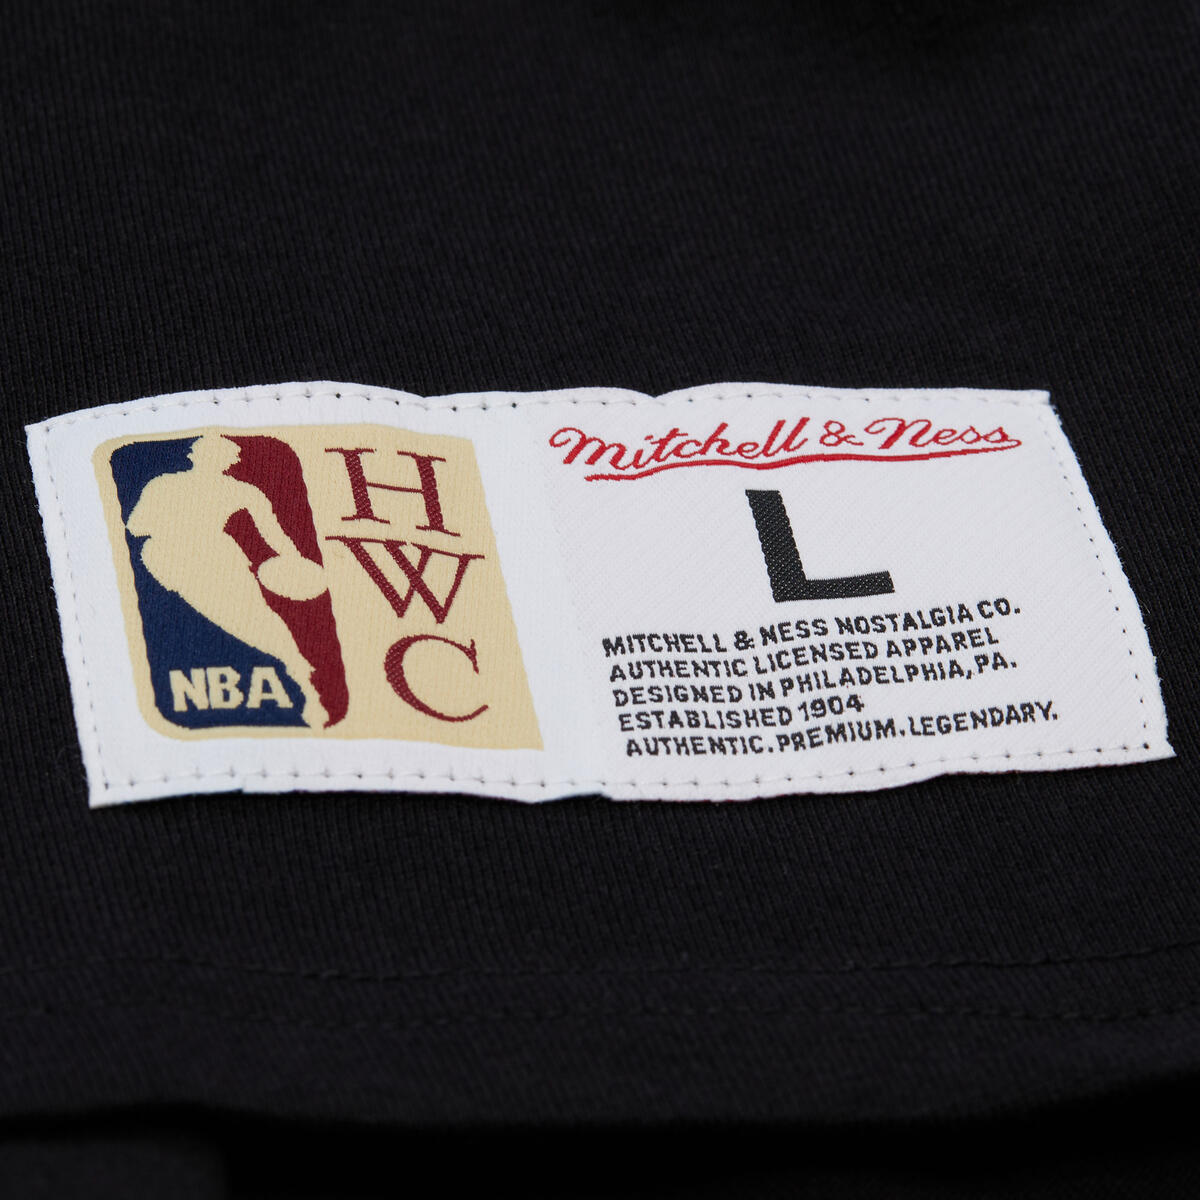 NBA
H
W
C
Mitchell & Ness
L
MITCHELL & NESS NOSTALGIA CO.
AUTHENTIC LICENSED APPAREL
DESIGNED IN PHILADELPHIA, PA.
ESTABLISHED 1904
AUTHENTIC. PREMIUM. LEGENDARY.